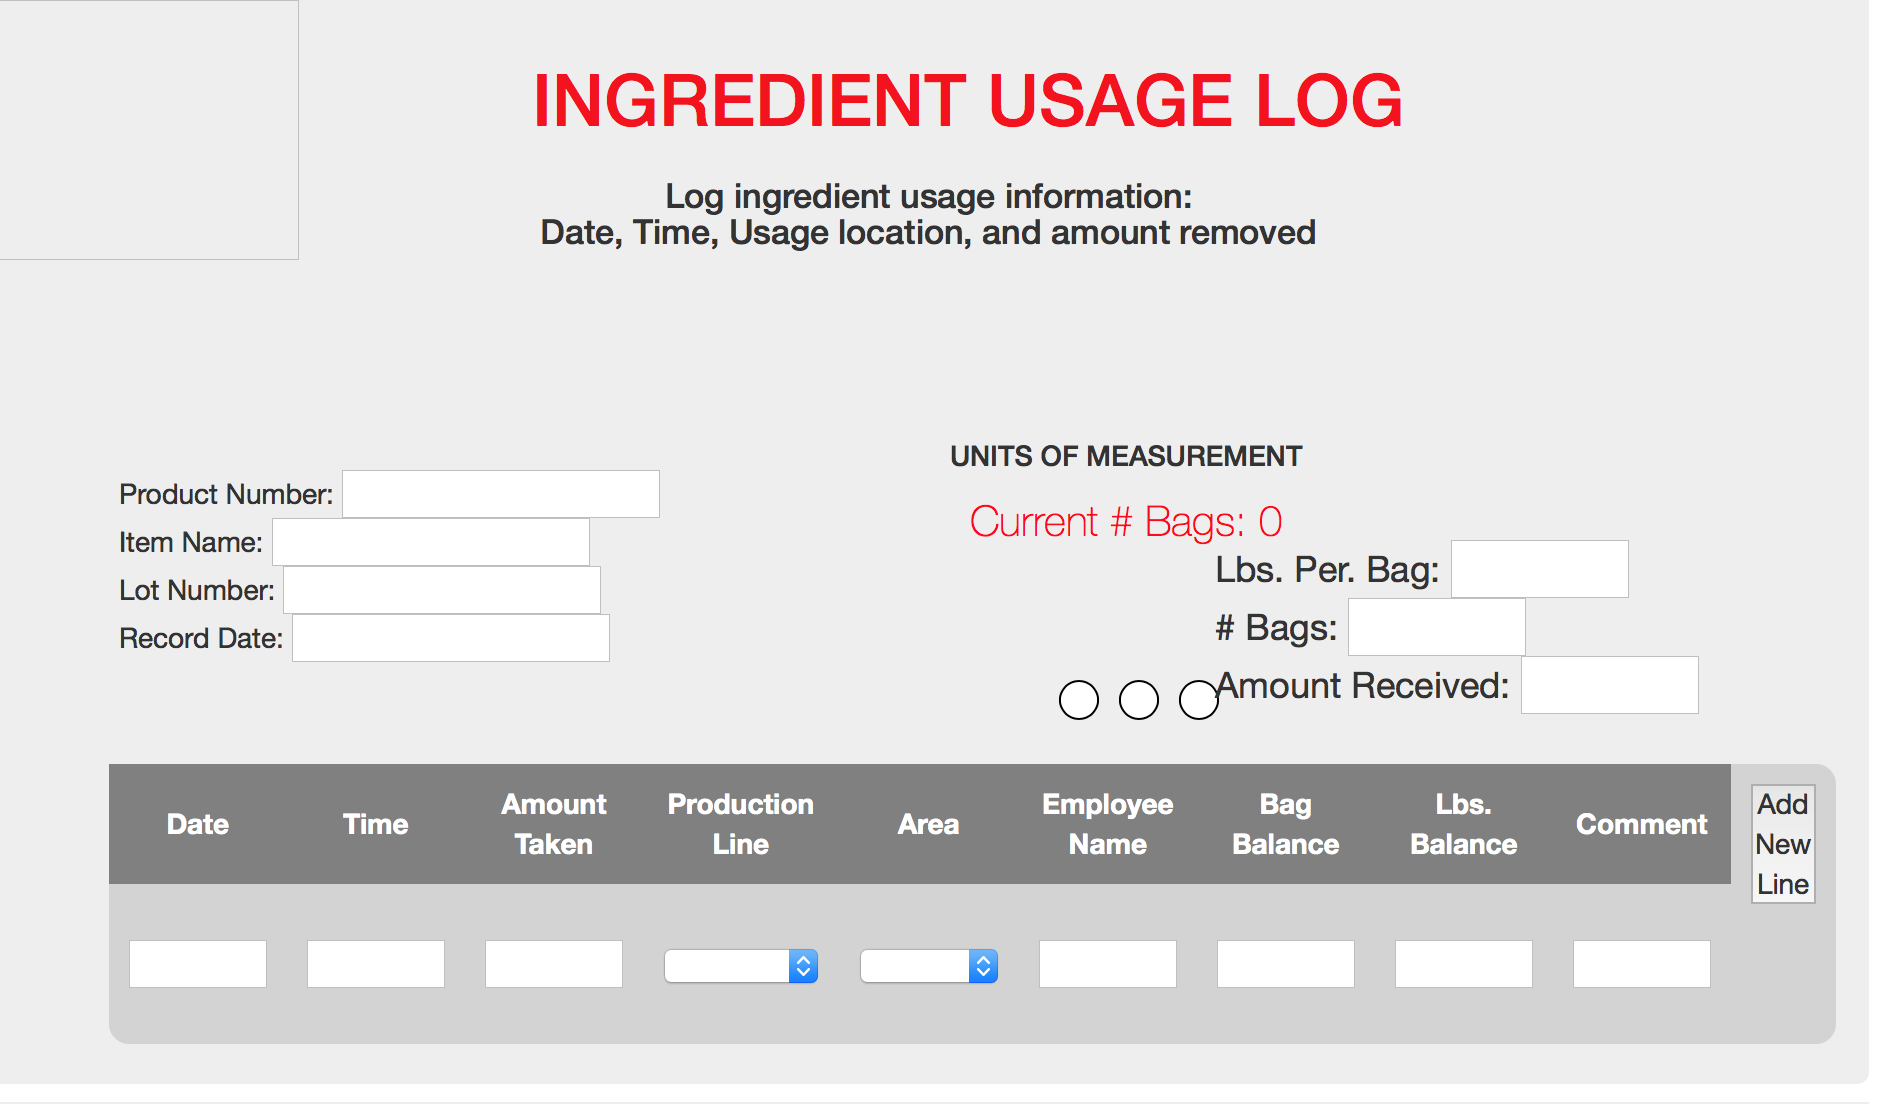 INGREDIENT USAGE LOG
Log ingredient usage information:
Date, Time, Usage location, and amount removed
Product Number:
Item Name:
Lot Number:
Record Date:
UNITS OF MEASUREMENT
Current # Bags: 0
Lbs. Per. Bag:
# Bags:
Amount Received:
Date
Time
Amount
Taken
Production
Line
Area
Employee
Name
Bag
Balance
Lbs.
Balance
Comment
Add
New
Line